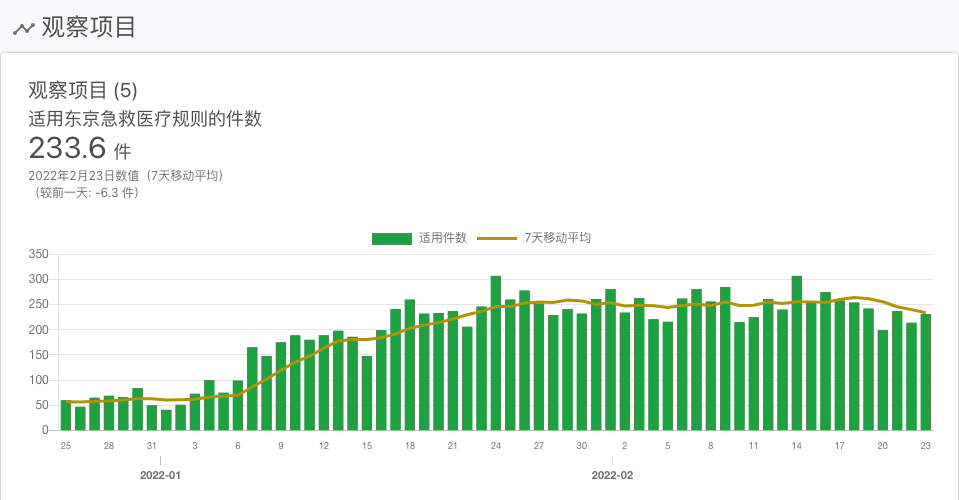 观察项目
观察项目 (5)
适用东京急救医疗规则的件数
233.6 件
2022年2月23日数值（7天移动平均）
（较前一天: -6.3 件）
适用件数 7天移动平均
350
300
250
200
150
100
50
0
25 28 31 3 6 9 12 15 18 21 24 27 30 2 5 8 11 14 17 20 23
2022-01 2022-02